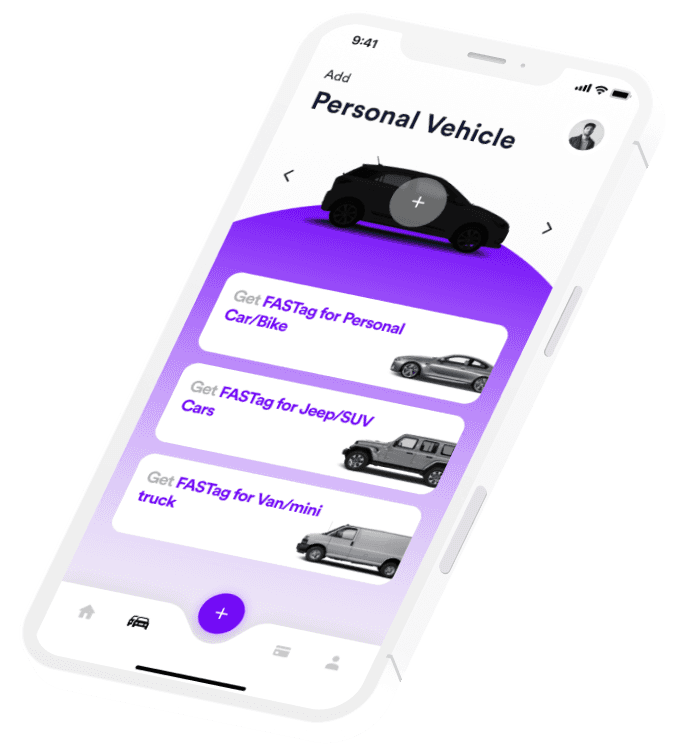 9:41
Add
Personal Vehicle
Get FASTag for Personal
Car/Bike
Get FASTag for Jeep/SUV
Cars
Get FASTag for Van/mini
truck